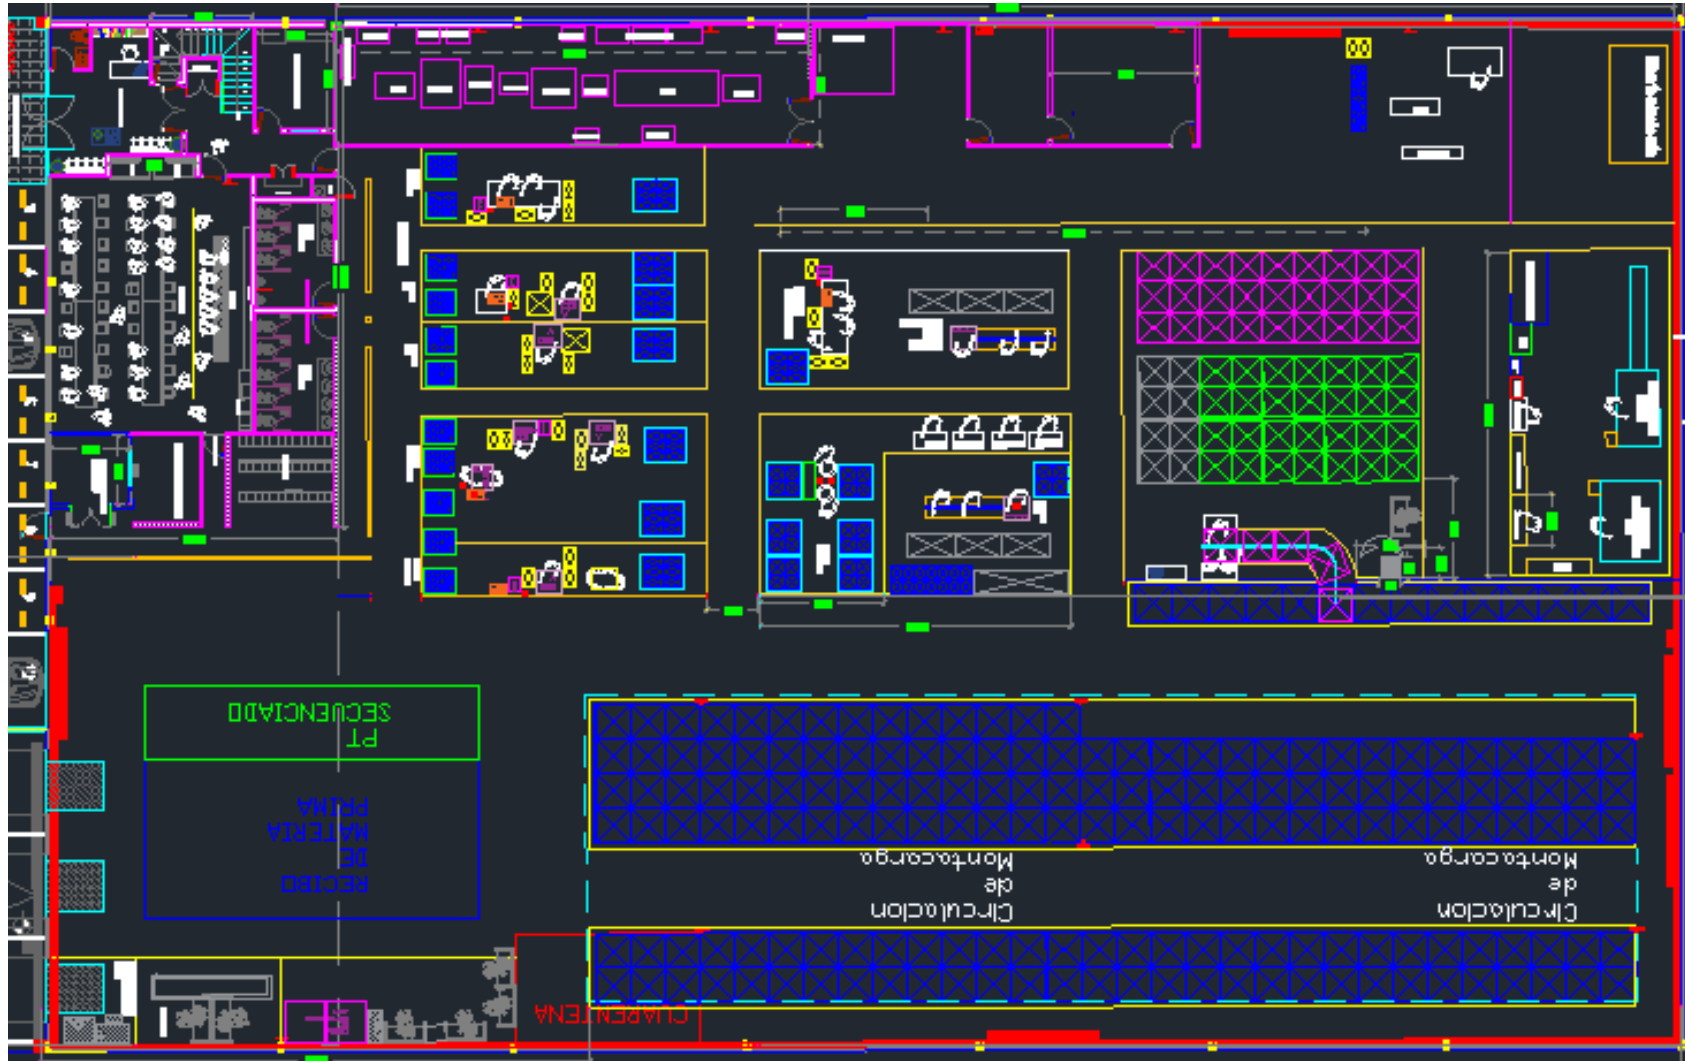 PT
SECUENCIADO
RECIBO
DE
MATERIA
PRIMA
Circulacion
de
Montacarga
Circulacion
de
Montacarga
CUARENTENA